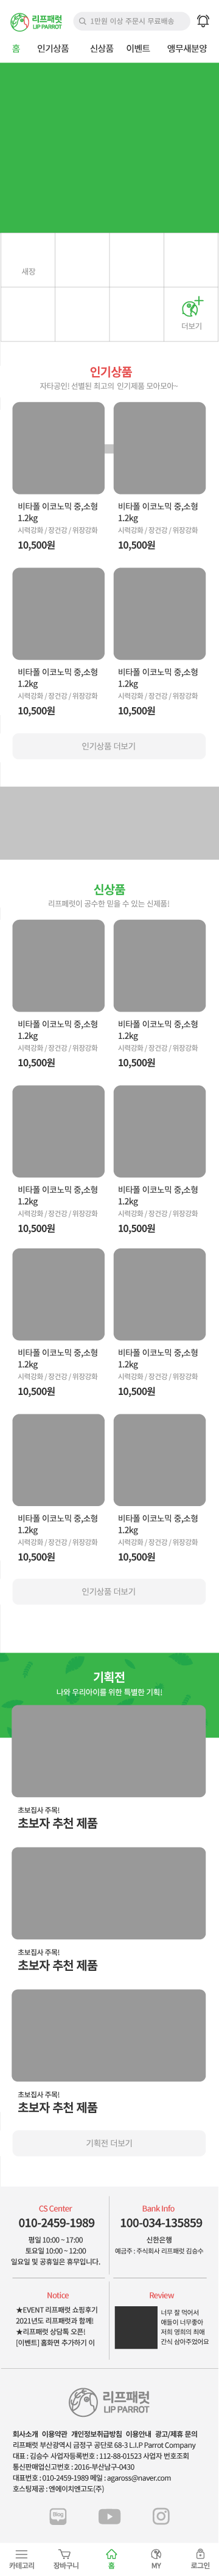 리프패럿
LIP PARROT
1만원 이상 주문시 무료배송
홈 인기상품 신상품 이벤트 앵무새분양
새장
더보기
인기상품
자타공인! 선별된 최고의 인기제품 모아모아~
비타폴 이코노믹 중,소형 1.2kg
시력강화 / 장건강 / 위장강화
10,500원
비타폴 이코노믹 중,소형 1.2kg
시력강화 / 장건강 / 위장강화
10,500원
비타폴 이코노믹 중,소형 1.2kg
시력강화 / 장건강 / 위장강화
10,500원
비타폴 이코노믹 중,소형 1.2kg
시력강화 / 장건강 / 위장강화
10,500원
인기상품 더보기
신상품
리프페럿이 공수한 믿을 수 있는 신제품!
비타폴 이코노믹 중,소형 1.2kg
시력강화 / 장건강 / 위장강화
10,500원
비타폴 이코노믹 중,소형 1.2kg
시력강화 / 장건강 / 위장강화
10,500원
비타폴 이코노믹 중,소형 1.2kg
시력강화 / 장건강 / 위장강화
10,500원
비타폴 이코노믹 중,소형 1.2kg
시력강화 / 장건강 / 위장강화
10,500원
비타폴 이코노믹 중,소형 1.2kg
시력강화 / 장건강 / 위장강화
10,500원
비타폴 이코노믹 중,소형 1.2kg
시력강화 / 장건강 / 위장강화
10,500원
비타폴 이코노믹 중,소형 1.2kg
시력강화 / 장건강 / 위장강화
10,500원
비타폴 이코노믹 중,소형 1.2kg
시력강화 / 장건강 / 위장강화
10,500원
인기상품 더보기
기획전
나와 우리아이를 위한 특별한 기획!
초보집사 주목!
초보자 추천 제품
초보집사 주목!
초보자 추천 제품
초보집사 주목!
초보자 추천 제품
기획전 더보기
CS Center
010-2459-1989
평일 10:00 ~ 17:00
토요일 10:00 ~ 12:00
일요일 및 공휴일은 휴무입니다.
Bank Info
100-034-135859
신한은행
예금주 : 주식회사 리프패럿 김승수
Notice
★EVENT 리프패럿 쇼핑후기
2021년도 리프패럿과 함께!
★리프패럿 상담톡 오픈!
[이벤트] 홈화면 추가하기 이
Review
너무 잘 먹어서
애들이 너무좋아
저희 영희의 최애
간식 삼아주었어요
리프패럿
LIP PARROT
회사소개 이용약관 개인정보취급방침 이용안내 광고/제휴 문의
리프패럿 부산광역시 금정구 공단로 68-3 L.I.P Parrot Company
대표 : 김승수 사업자등록번호 : 112-88-01523 사업자 번호조회
통신판매업신고번호 : 2016-부산남구-0430
대표번호 : 010-2459-1989 메일 : agaross@naver.com
호스팅제공 : 엔에이치엔고도(주)
Blog
카테고리 장바구니 홈 MY 로그인